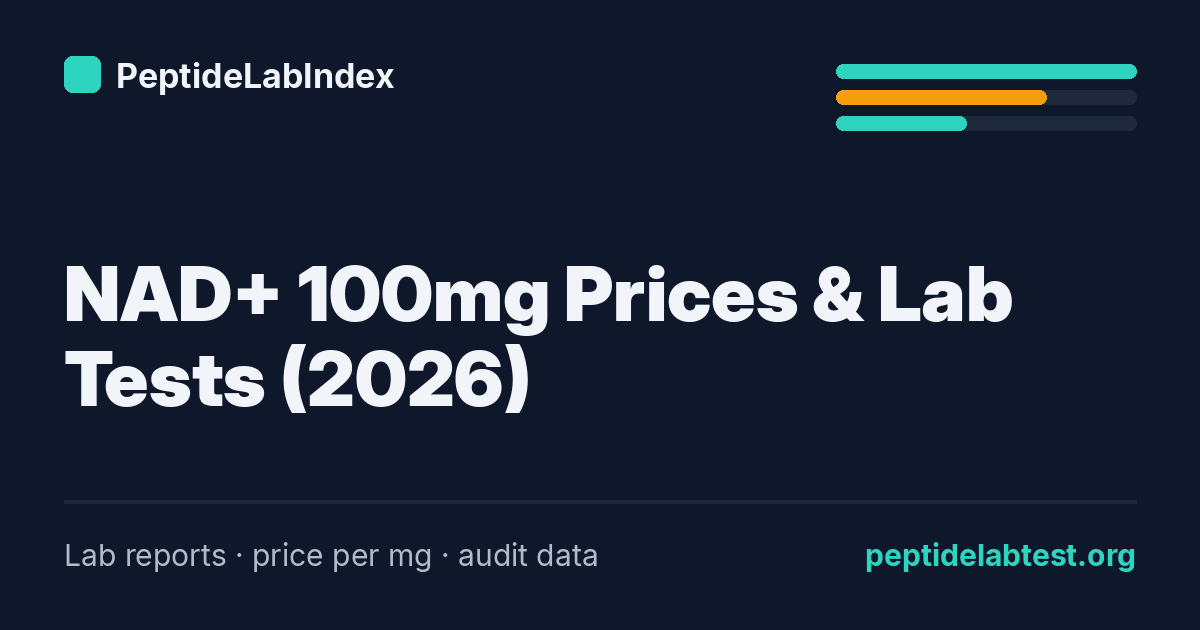 PeptideLabIndex
NAD+ 100mg Prices & Lab
Tests (2026)
Lab reports · price per mg · audit data
peptidelabtest.org